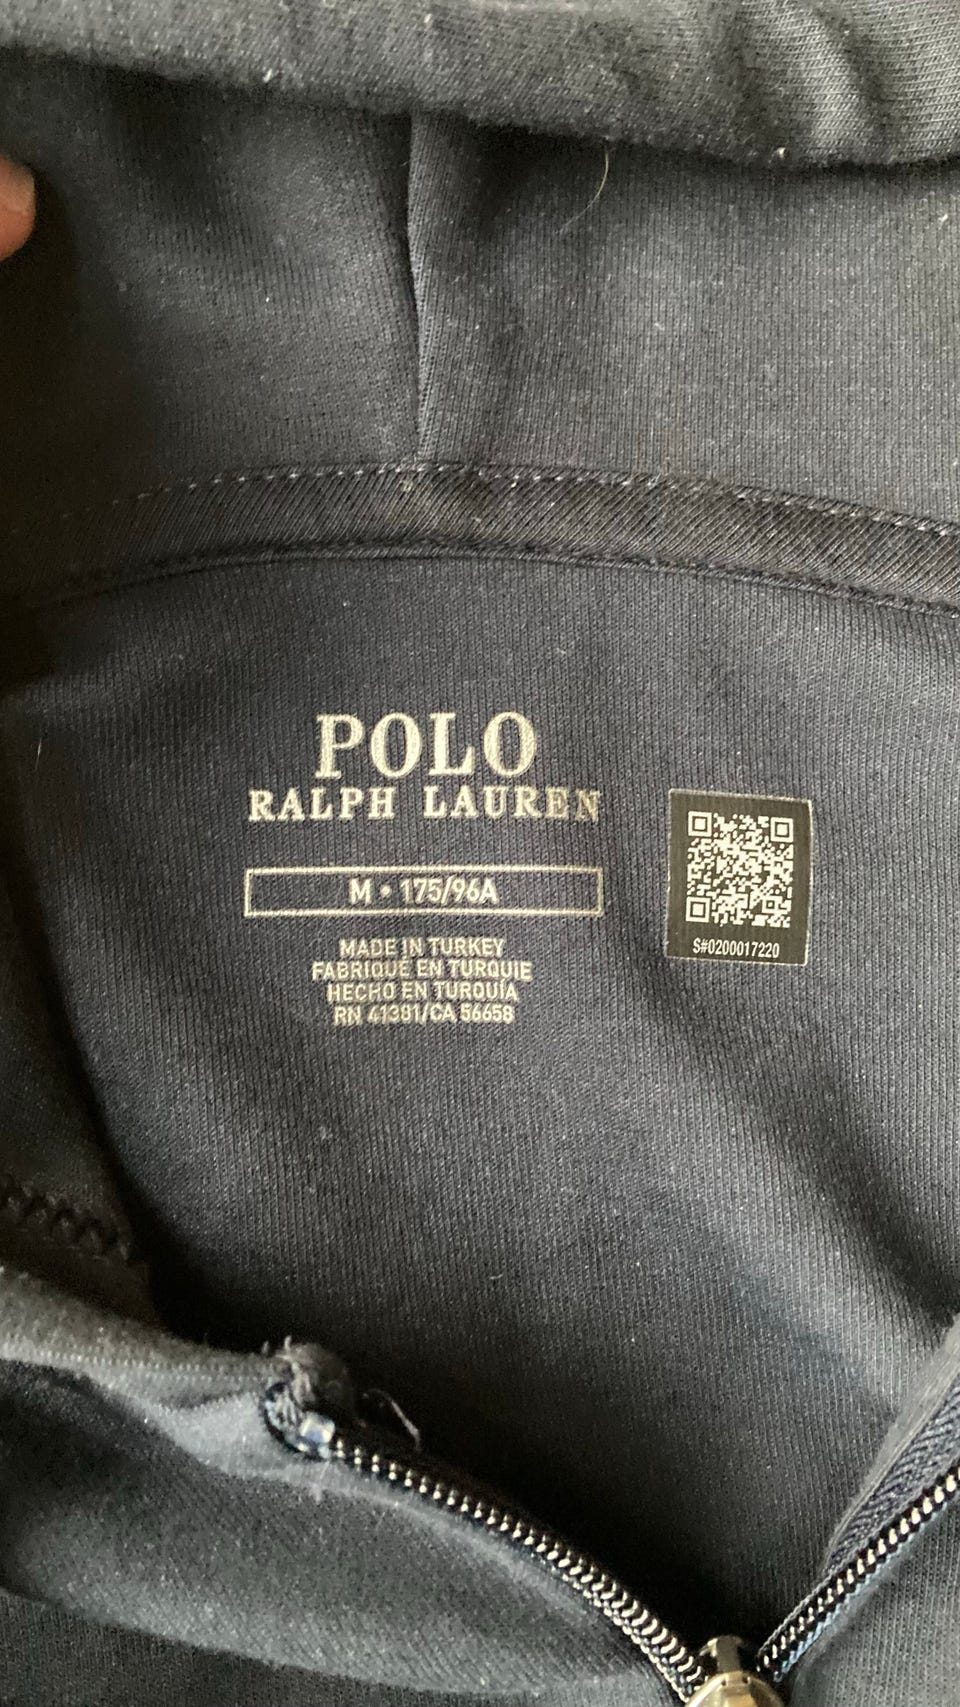 POLO
RALPH LAUREN
M • 175/96A
MADE IN TURKEY
FABRIQUÉ EN TURQUIE
HECHO EN TURQUÍA
RN 41381/CA 56658
S#0200017220